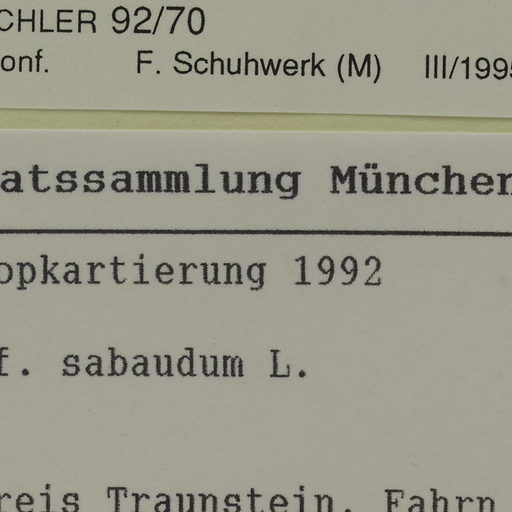 CHLER 92/70
onf. F. Schuhwerk (M) III/1995
atssammlung München
opkartierung 1992
f. sabaudum L.
reis Traunstein. Fahrn